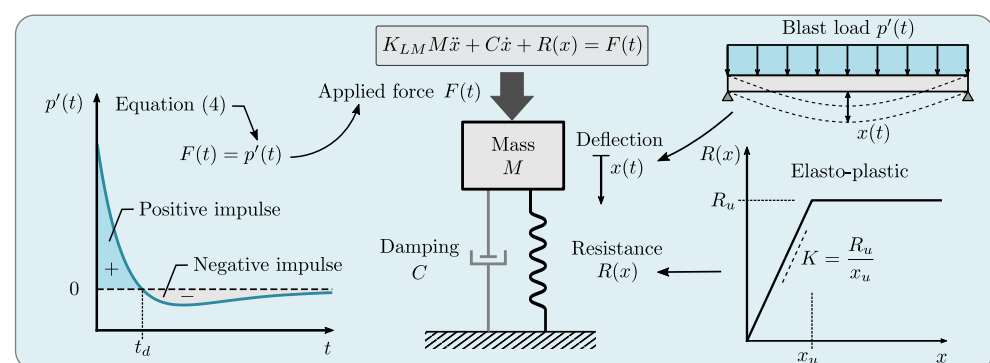 K_{LM}Mẍ + Cẋ + R(x) = F(t)
Blast load p′(t)
x(t)
p′(t)
Equation (4)
F(t) = p′(t)
Applied force F(t)
Positive impulse
+
Negative impulse
−
0
t_d
t
Mass
M
Deflection
x(t)
Damping
C
Resistance
R(x)
R(x)
Elasto-plastic
R_u
K = R_u / x_u
x_u
x